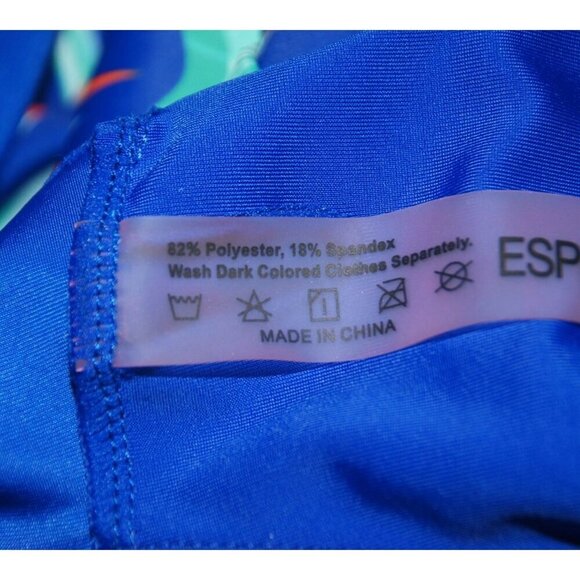 82% Polyester, 18% Spandex
Wash Dark Colored Clothes Separately.
MADE IN CHINA
ESP